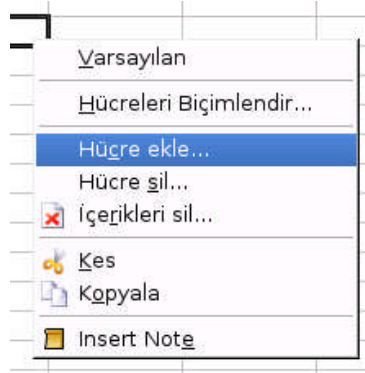 Varsayılan
Hücreleri Biçimlendir...
Hücre ekle...
Hücre sil...
İçerikleri sil...
Kes
Kopyala
Insert Note